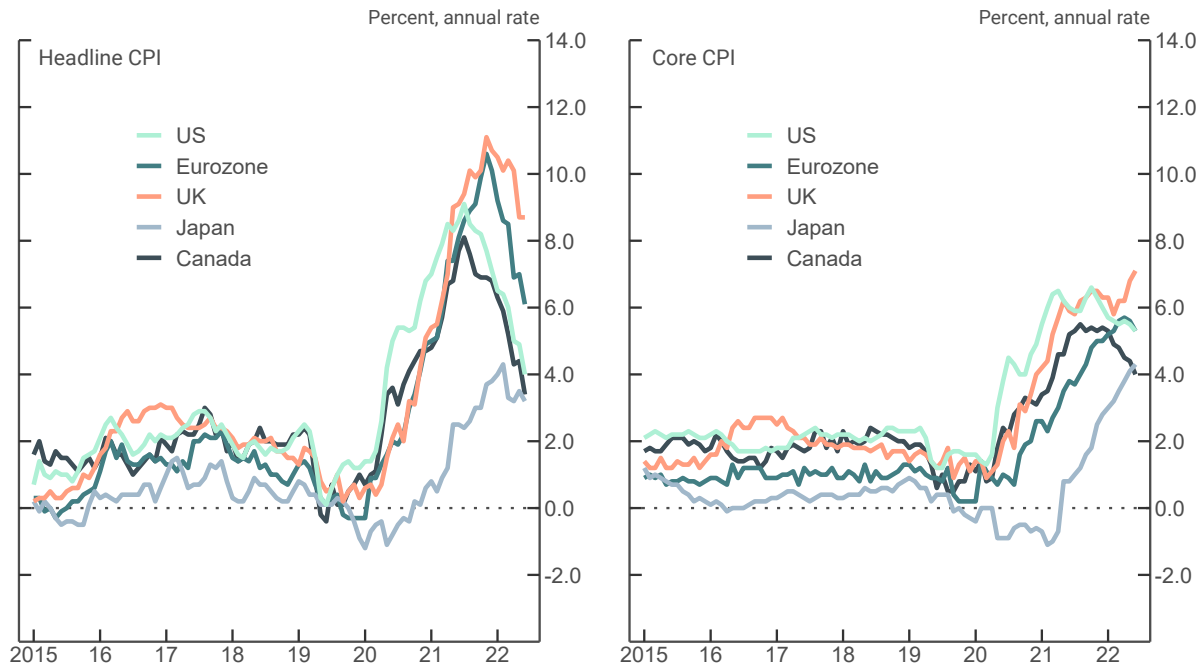 Percent, annual rate
Headline CPI
14.0
12.0
10.0
8.0
6.0
4.0
2.0
0.0
-2.0
US
Eurozone
UK
Japan
Canada
2015 16 17 18 19 20 21 22
Percent, annual rate
Core CPI
14.0
12.0
10.0
8.0
6.0
4.0
2.0
0.0
-2.0
US
Eurozone
UK
Japan
Canada
2015 16 17 18 19 20 21 22